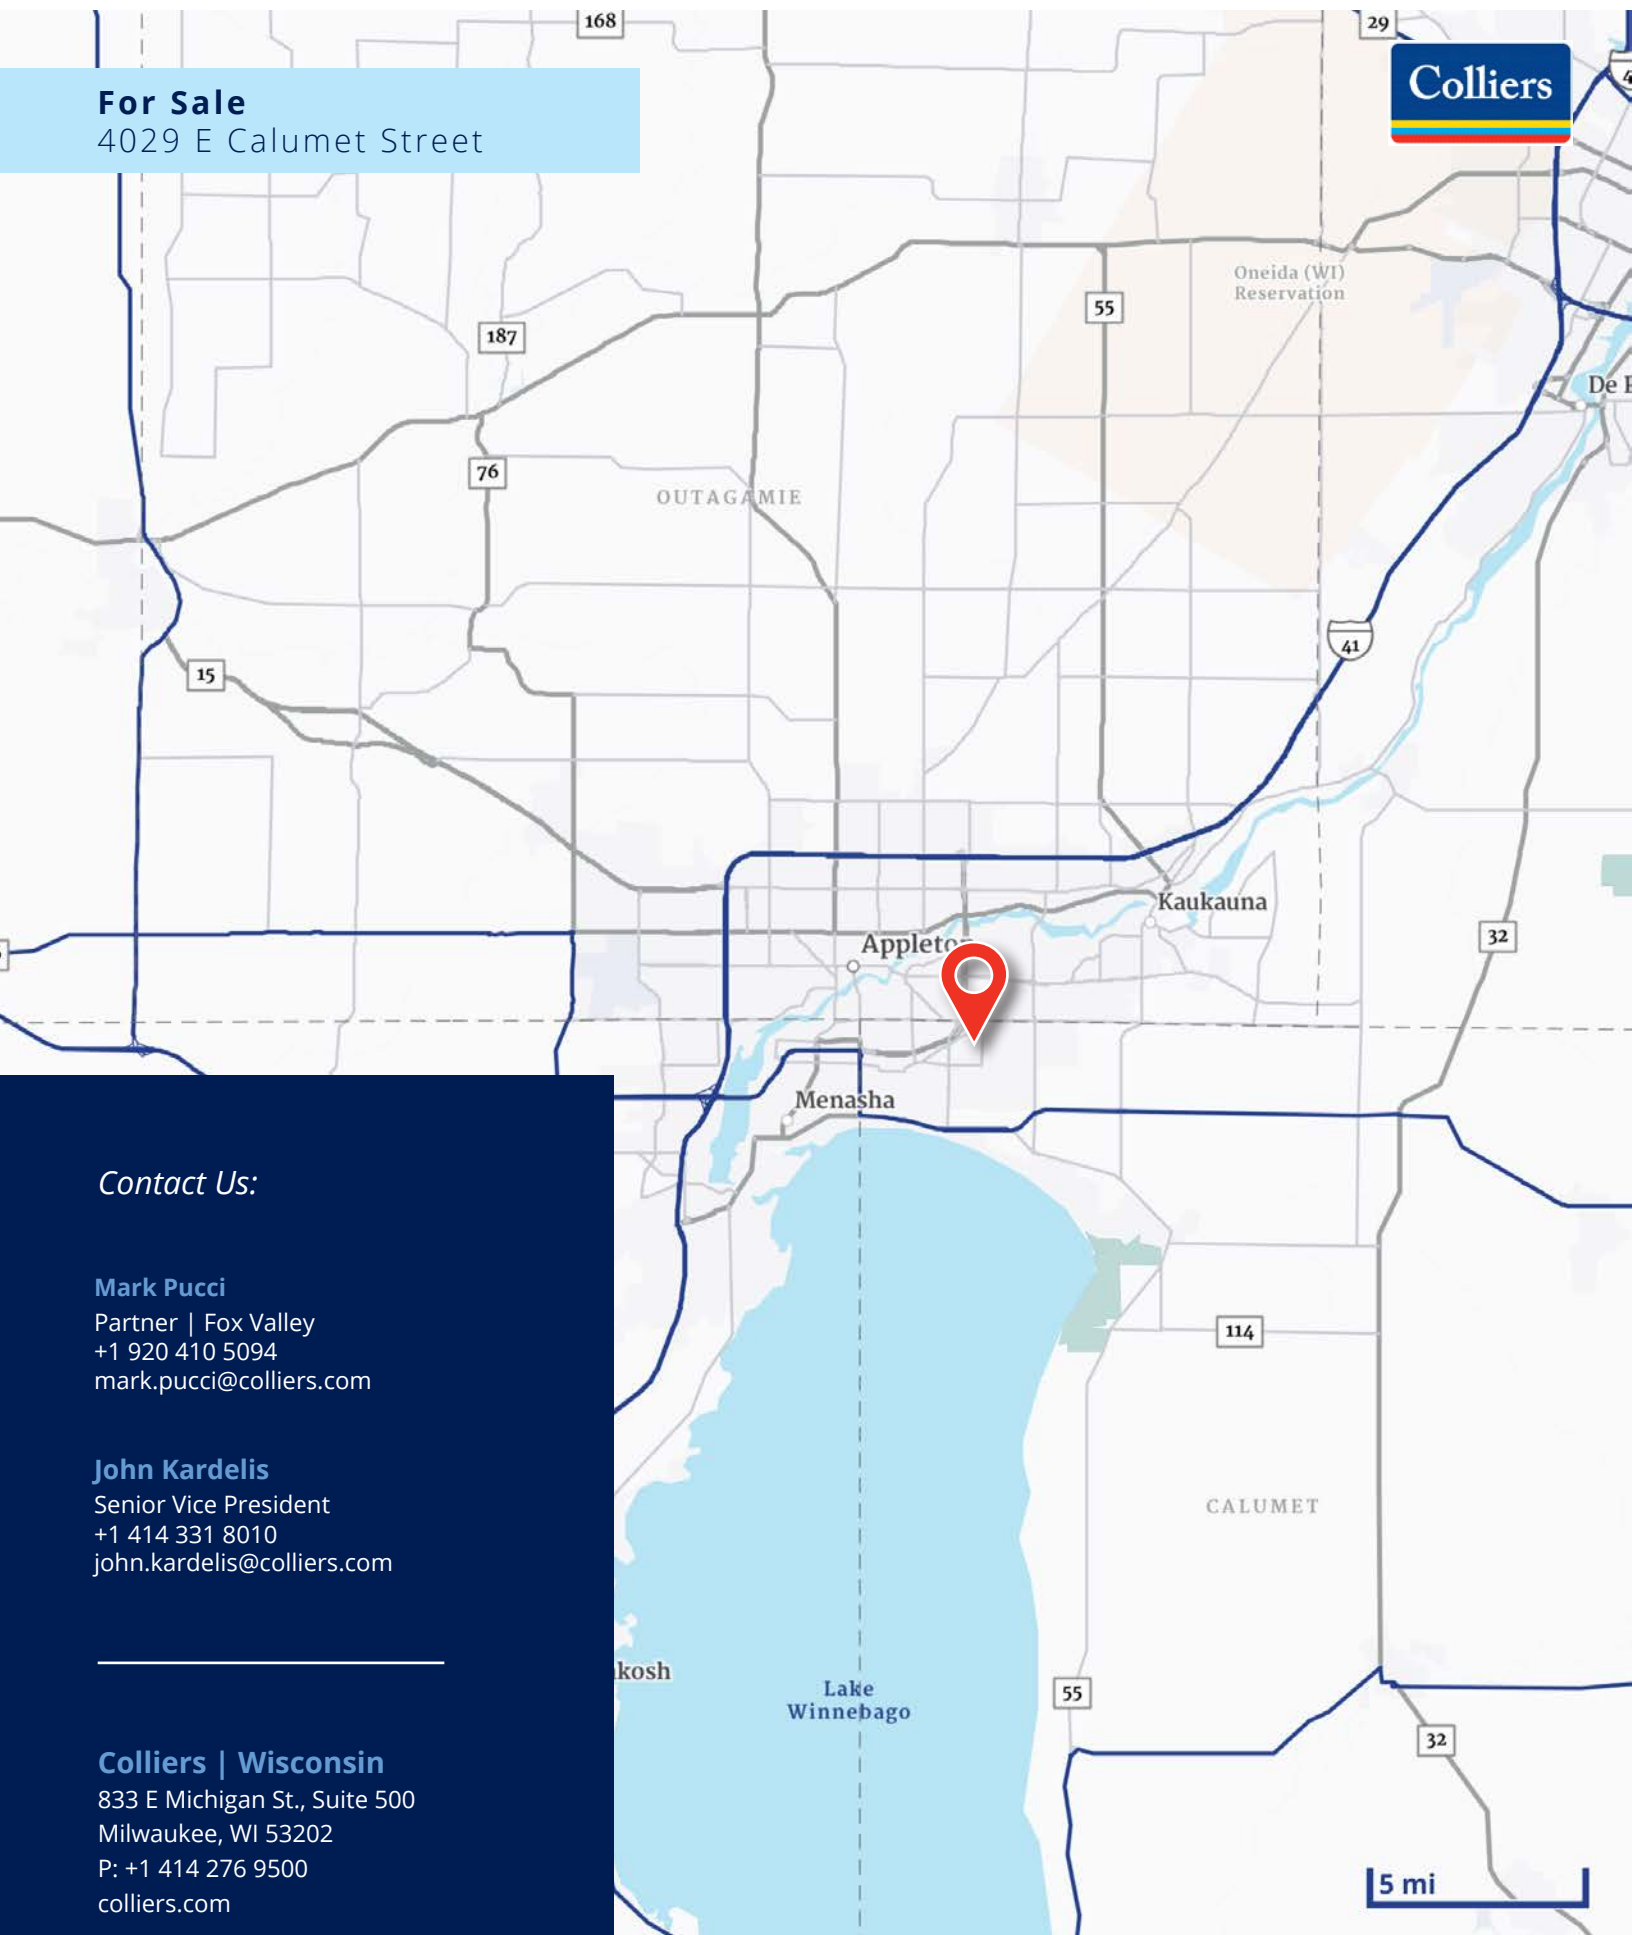 168
29
For Sale
4029 E Calumet Street
Colliers
Oneida (WI)
Reservation
55
187
De
76
OUTAGAMIE
41
15
Kaukauna
Appleton
32
Menasha
Contact Us:
Mark Pucci
Partner | Fox Valley
+1 920 410 5094
mark.pucci@colliers.com
114
John Kardelis
Senior Vice President
+1 414 331 8010
john.kardelis@colliers.com
CALUMET
kosh
Lake
Winnebago
55
32
Colliers | Wisconsin
833 E Michigan St., Suite 500
Milwaukee, WI 53202
P: +1 414 276 9500
colliers.com
5 mi